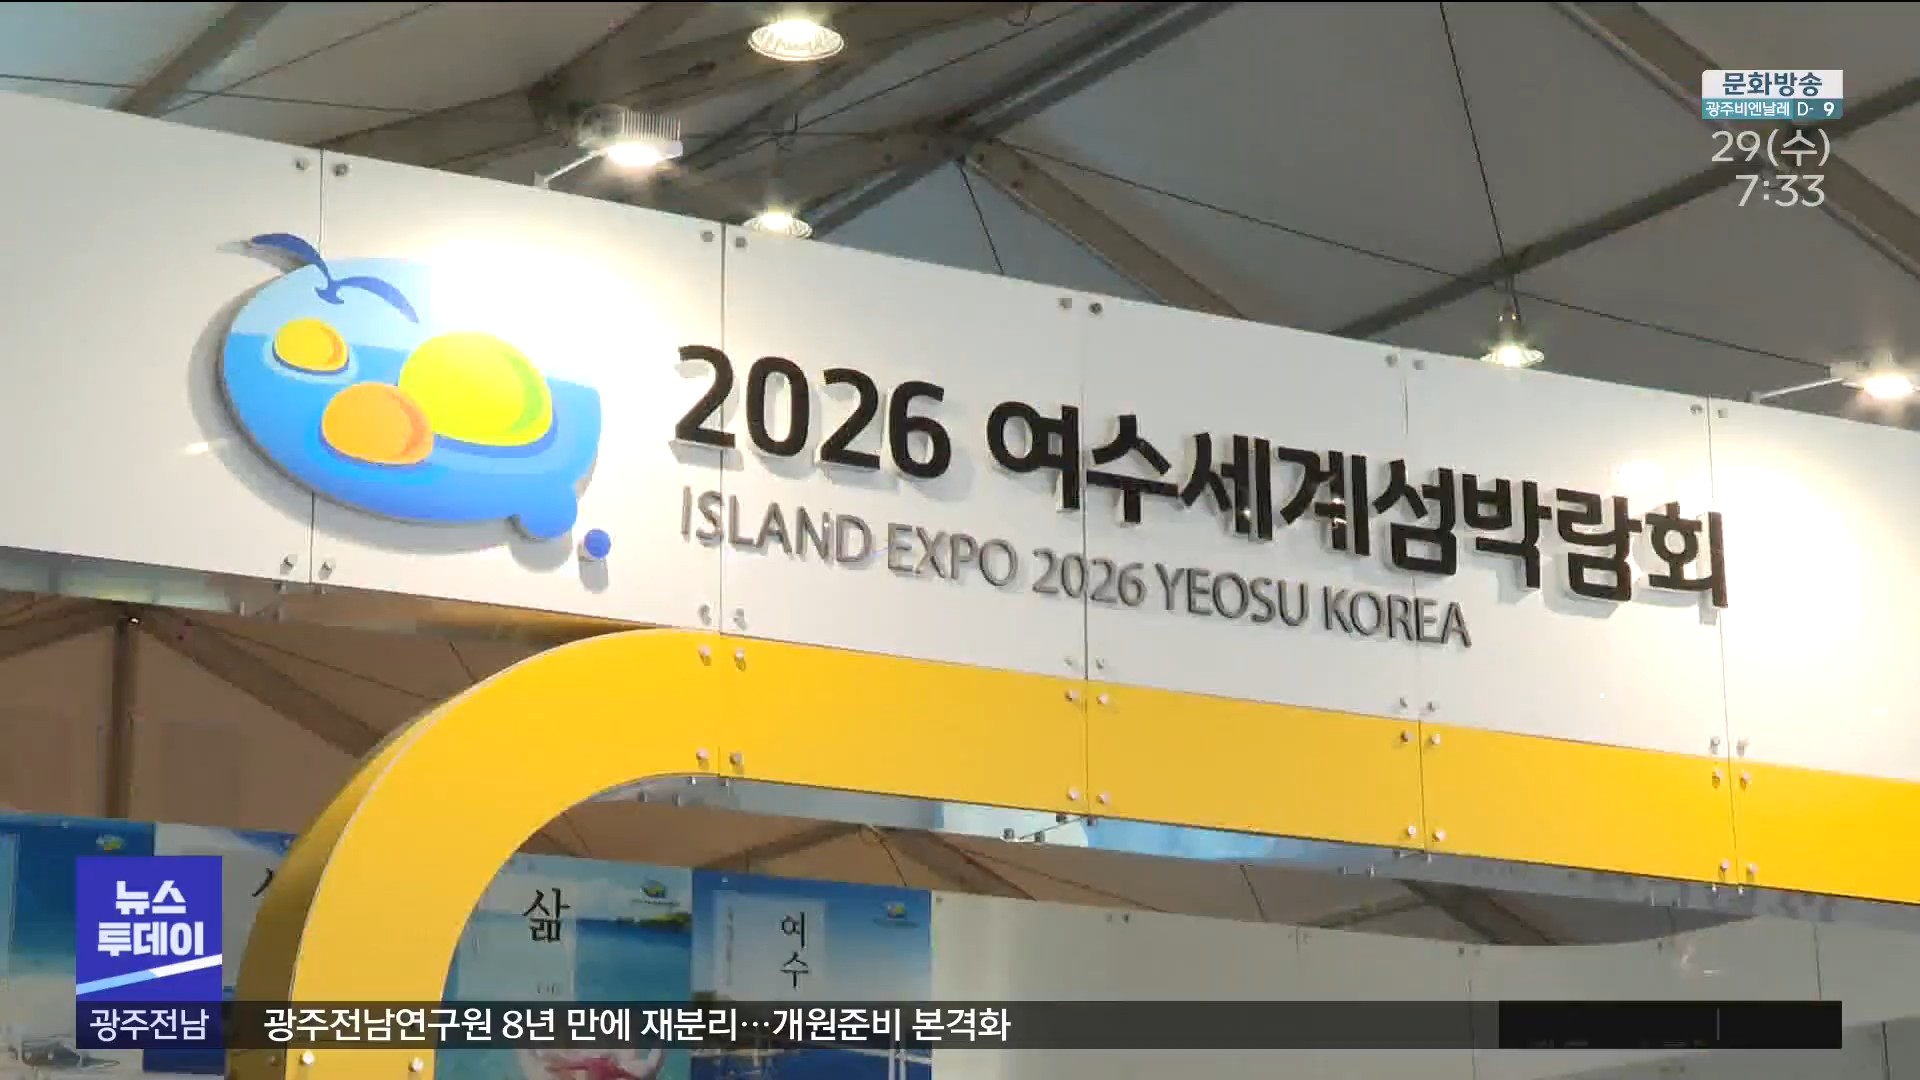 문화방송
광주비엔날레 D- 9
29(수)
7:33
2026 여수세계섬박람회
ISLAND EXPO 2026 YEOSU KOREA
삶
여수
뉴스
투데이
광주전남
광주전남연구원 8년 만에 재분리…개원준비 본격화